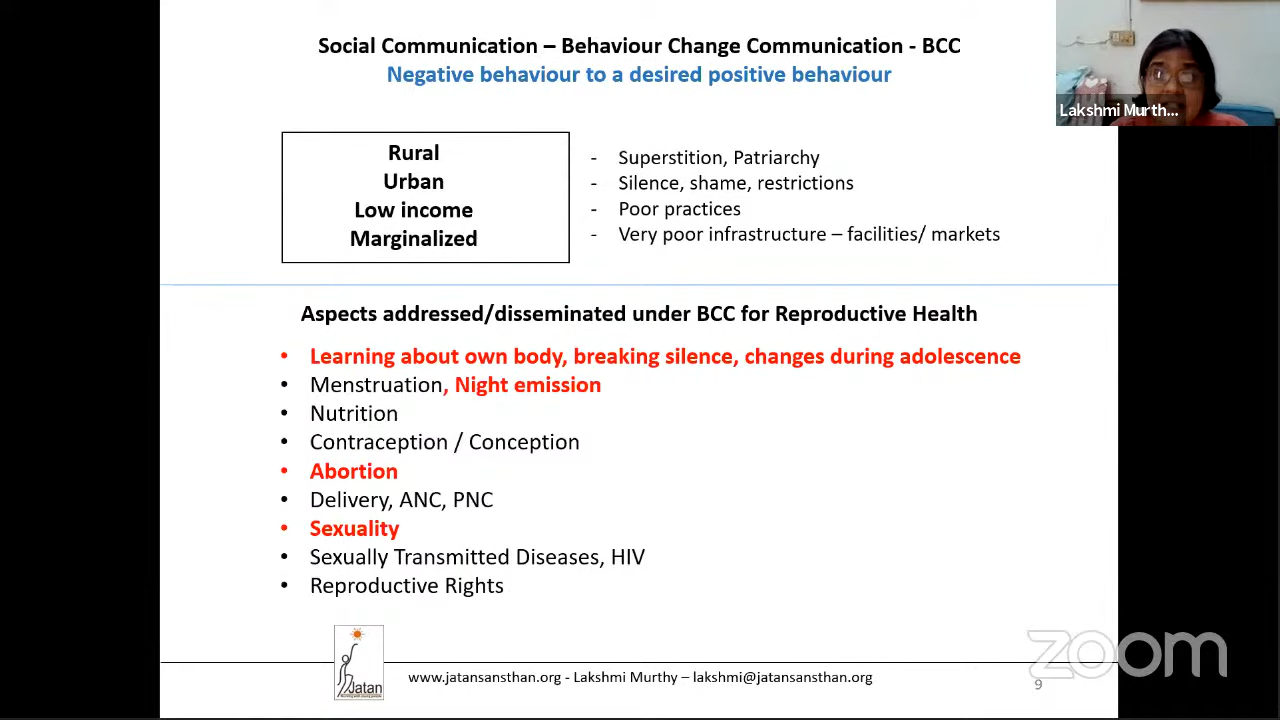 Social Communication – Behaviour Change Communication - BCC
Negative behaviour to a desired positive behaviour
Lakshmi Murth...
Rural
Urban
Low income
Marginalized
- Superstition, Patriarchy
- Silence, shame, restrictions
- Poor practices
- Very poor infrastructure – facilities/ markets
Aspects addressed/disseminated under BCC for Reproductive Health
• Learning about own body, breaking silence, changes during adolescence
• Menstruation, Night emission
• Nutrition
• Contraception / Conception
• Abortion
• Delivery, ANC, PNC
• Sexuality
• Sexually Transmitted Diseases, HIV
• Reproductive Rights
Jatan
www.jatansansthan.org - Lakshmi Murthy – lakshmi@jatansansthan.org
zoom
9